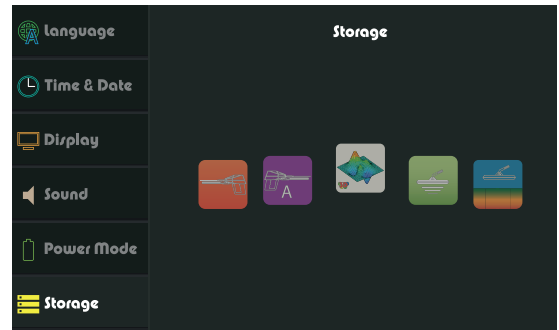 Language
Storage
Time & Date
Display
Sound
A
Power Mode
Storage